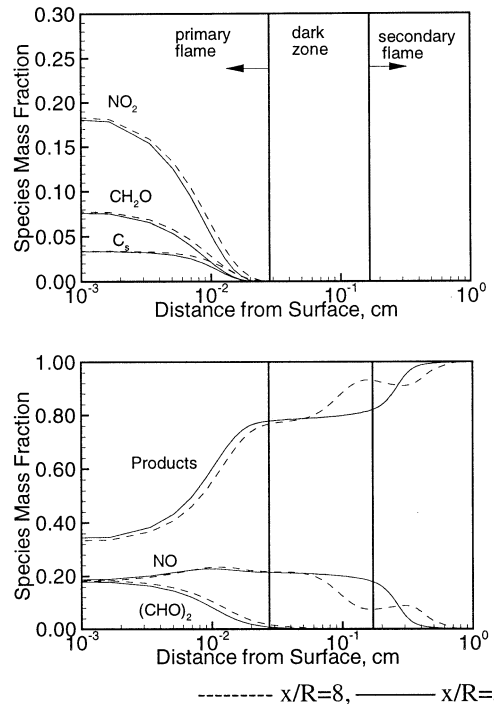 primary flame
dark zone
secondary flame
NO₂
CH₂O
Cₛ
Species Mass Fraction
0.30
0.25
0.20
0.15
0.10
0.05
0.00
10⁻³ 10⁻² 10⁻¹ 10⁰
Distance from Surface, cm
Products
NO
(CHO)₂
Species Mass Fraction
1.00
0.80
0.60
0.40
0.20
0.00
10⁻³ 10⁻² 10⁻¹ 10⁰
Distance from Surface, cm
------- x/R=8, ——— x/R=